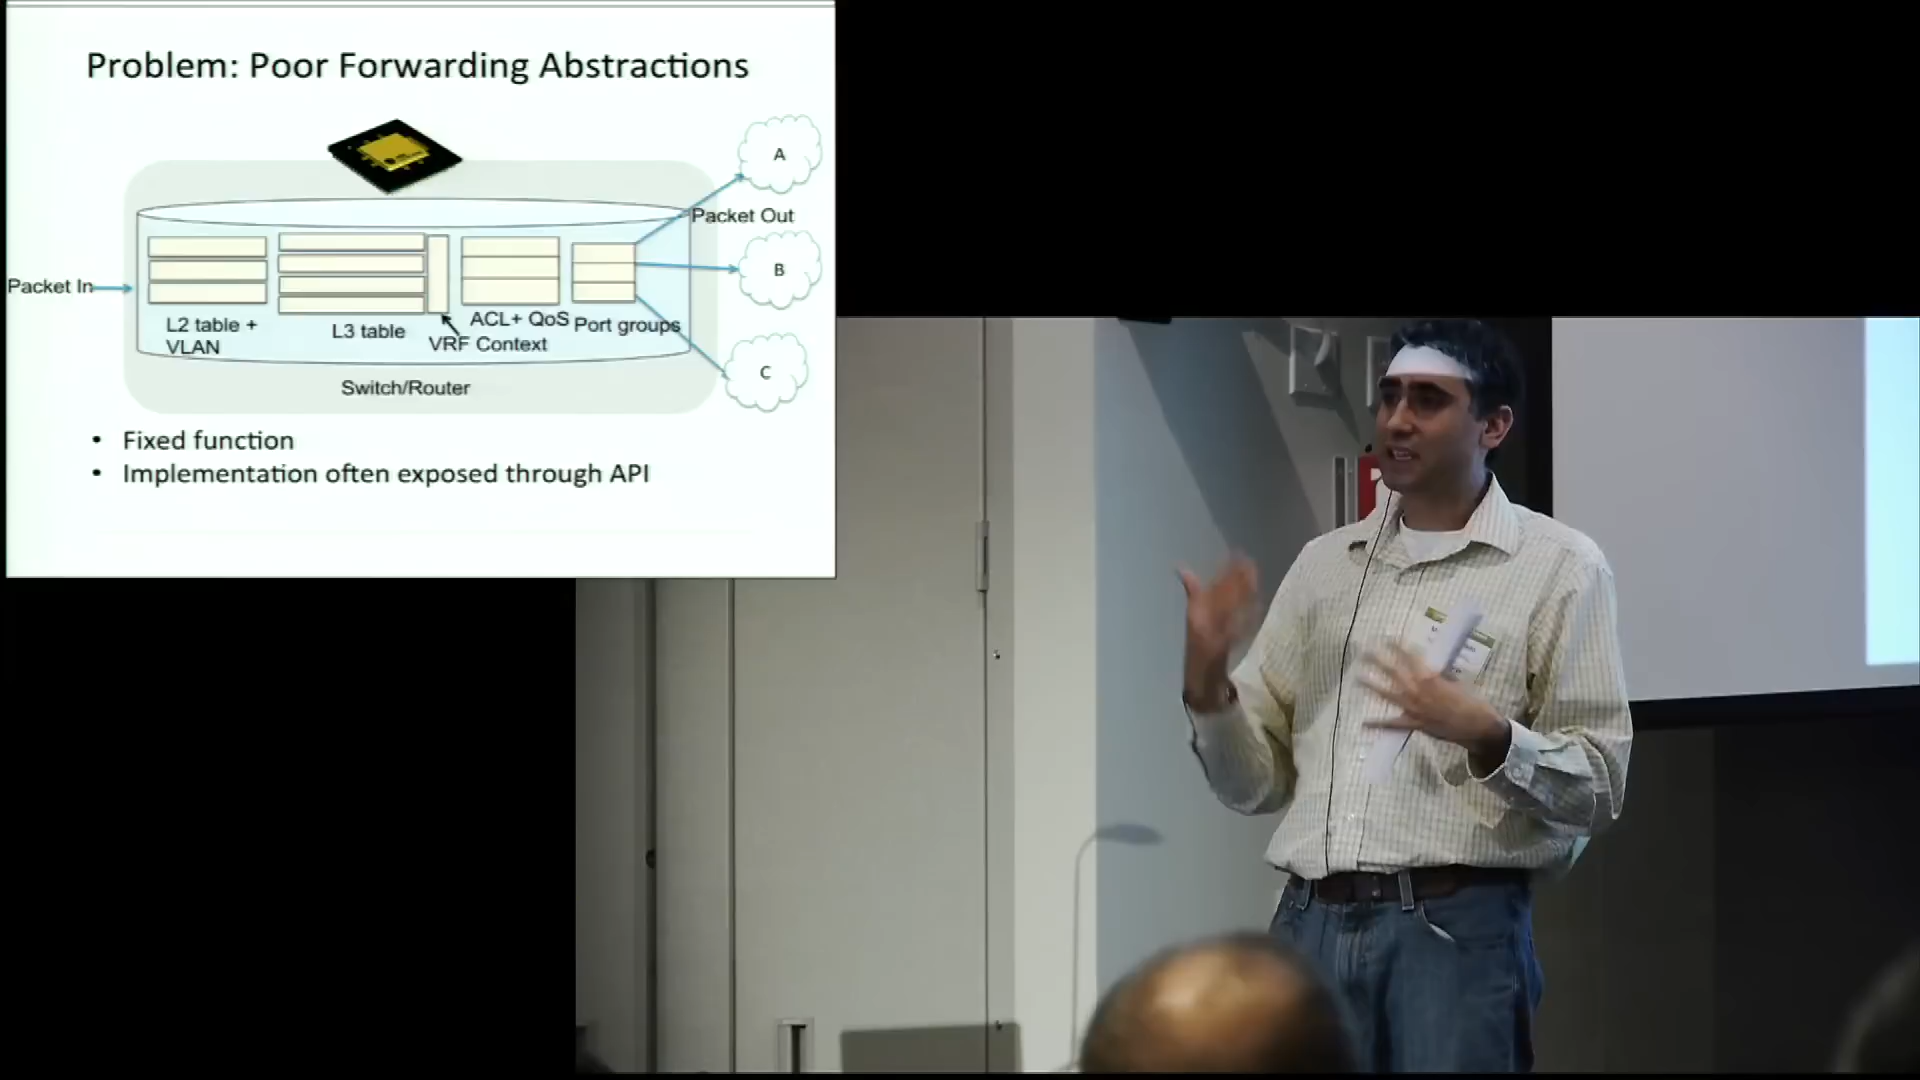 Problem: Poor Forwarding Abstractions
A
Packet Out
B
Packet In
L2 table +
VLAN
L3 table
ACL+ QoS
Port groups
VRF Context
C
Switch/Router
• Fixed function
• Implementation often exposed through API